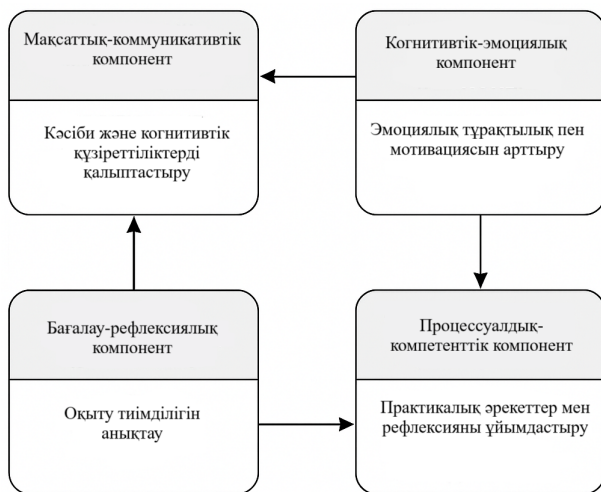 Мақсаттық-коммуникативтік
компонент
Кәсіби және когнитивтік
құзіреттіліктерді
қалыптастыру
Когнитивтік-эмоциялық
компонент
Эмоциялық тұрақтылық пен
мотивациясын арттыру
Бағалау-рефлексиялық
компонент
Оқыту тиімділігін
анықтау
Процессуалдық-
компетенттік компонент
Практикалық әрекеттер мен
рефлексияны ұйымдастыру